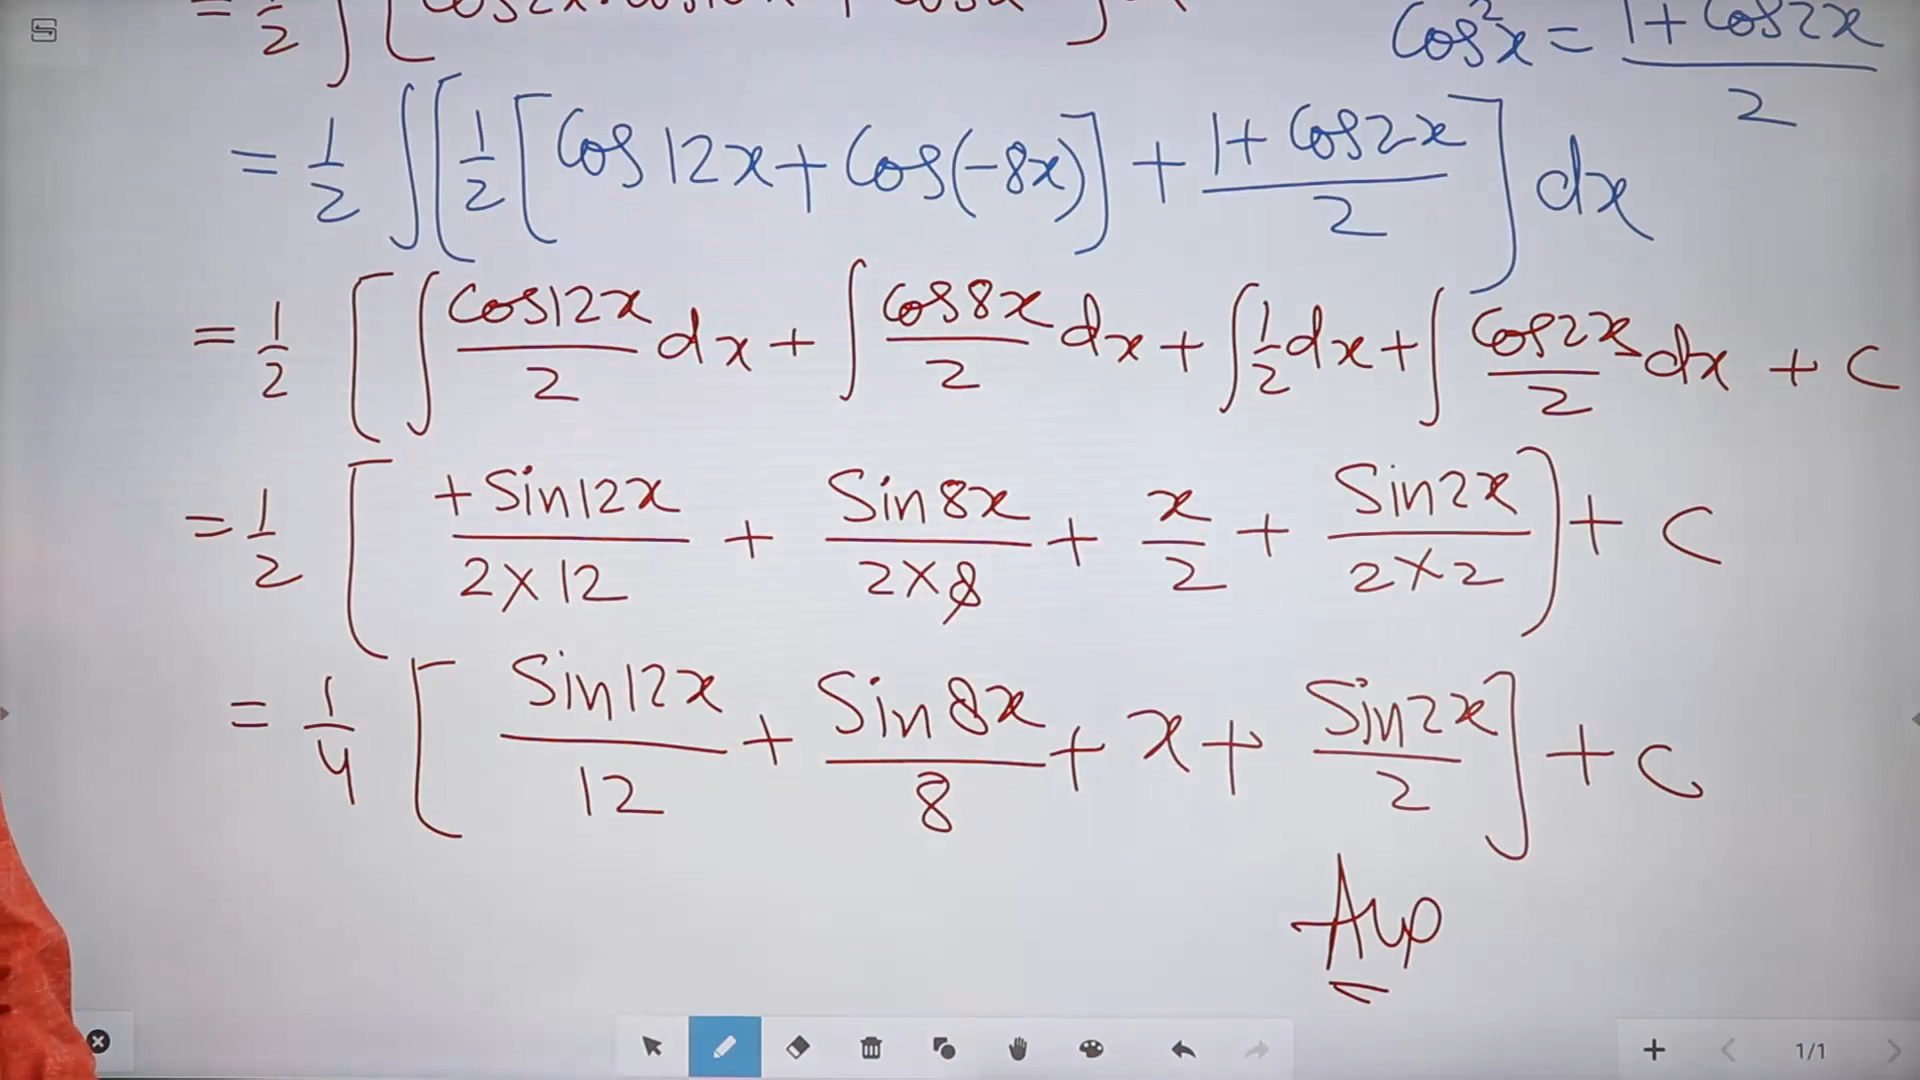 = 1/2 ∫ [
Cos²x = (1 + Cos2x)/2
= 1/2 ∫ [ 1/2 [ Cos 12x + Cos(-8x) ] + (1 + Cos2x)/2 ] dx
= 1/2 [ ∫ Cos12x/2 dx + ∫ Cos8x/2 dx + ∫ 1/2 dx + ∫ Cos2x/2 dx + C
= 1/2 [ +Sin12x/(2×12) + Sin8x/(2×8) + x/2 + Sin2x/(2×2) ] + C
= 1/4 [ Sin12x/12 + Sin8x/8 + x + Sin2x/2 ] + C
1/1